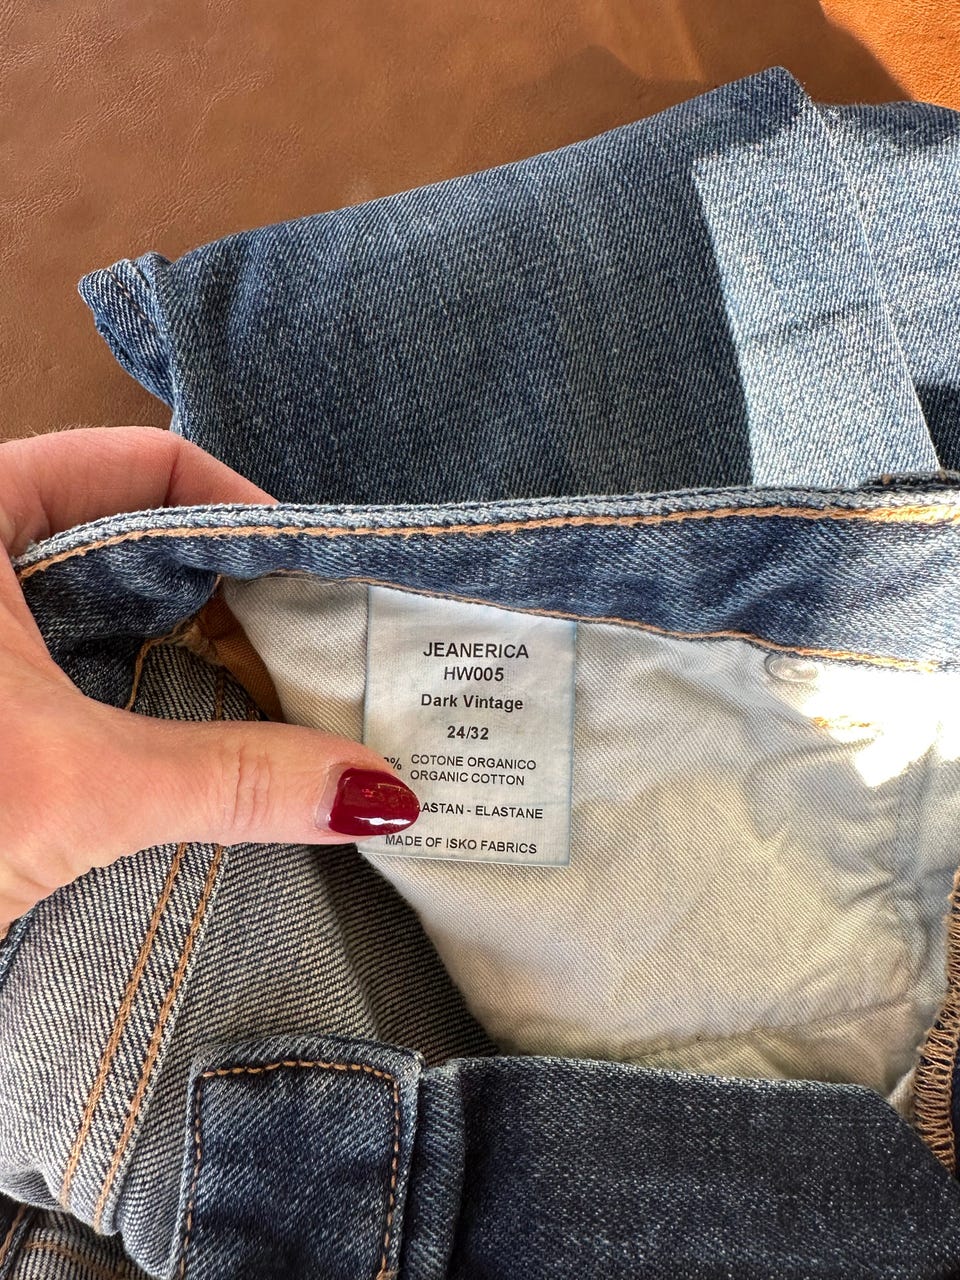 JEANERICA
HW005
Dark Vintage
24/32
% COTONE ORGANICO
ORGANIC COTTON
- ELASTANE
MADE OF ISKO FABRICS